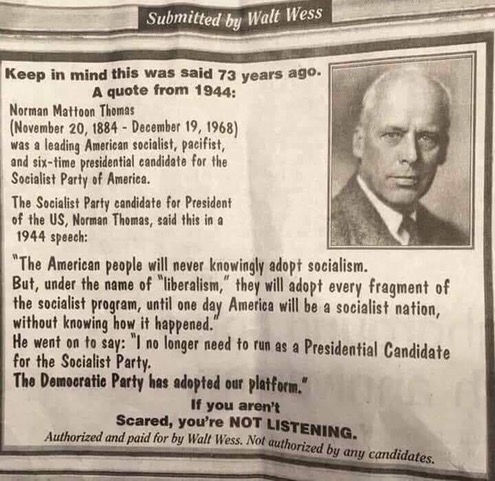 Submitted by Walt Wess
Keep in mind this was said 73 years ago.
A quote from 1944:
Norman Mattoon Thomas
(November 20, 1884 - December 19, 1968)
was a leading American socialist, pacifist,
and six-time presidential candidate for the
Socialist Party of America.
The Socialist Party candidate for President
of the US, Norman Thomas, said this in a
1944 speech:
"The American people will never knowingly adopt socialism.
But, under the name of "liberalism," they will adopt every fragment of
the socialist program, until one day America will be a socialist nation,
without knowing how it happened."
He went on to say: "I no longer need to run as a Presidential Candidate
for the Socialist Party.
The Democratic Party has adopted our platform."
If you aren't
Scared, you're NOT LISTENING.
Authorized and paid for by Walt Wess. Not authorized by any candidates.